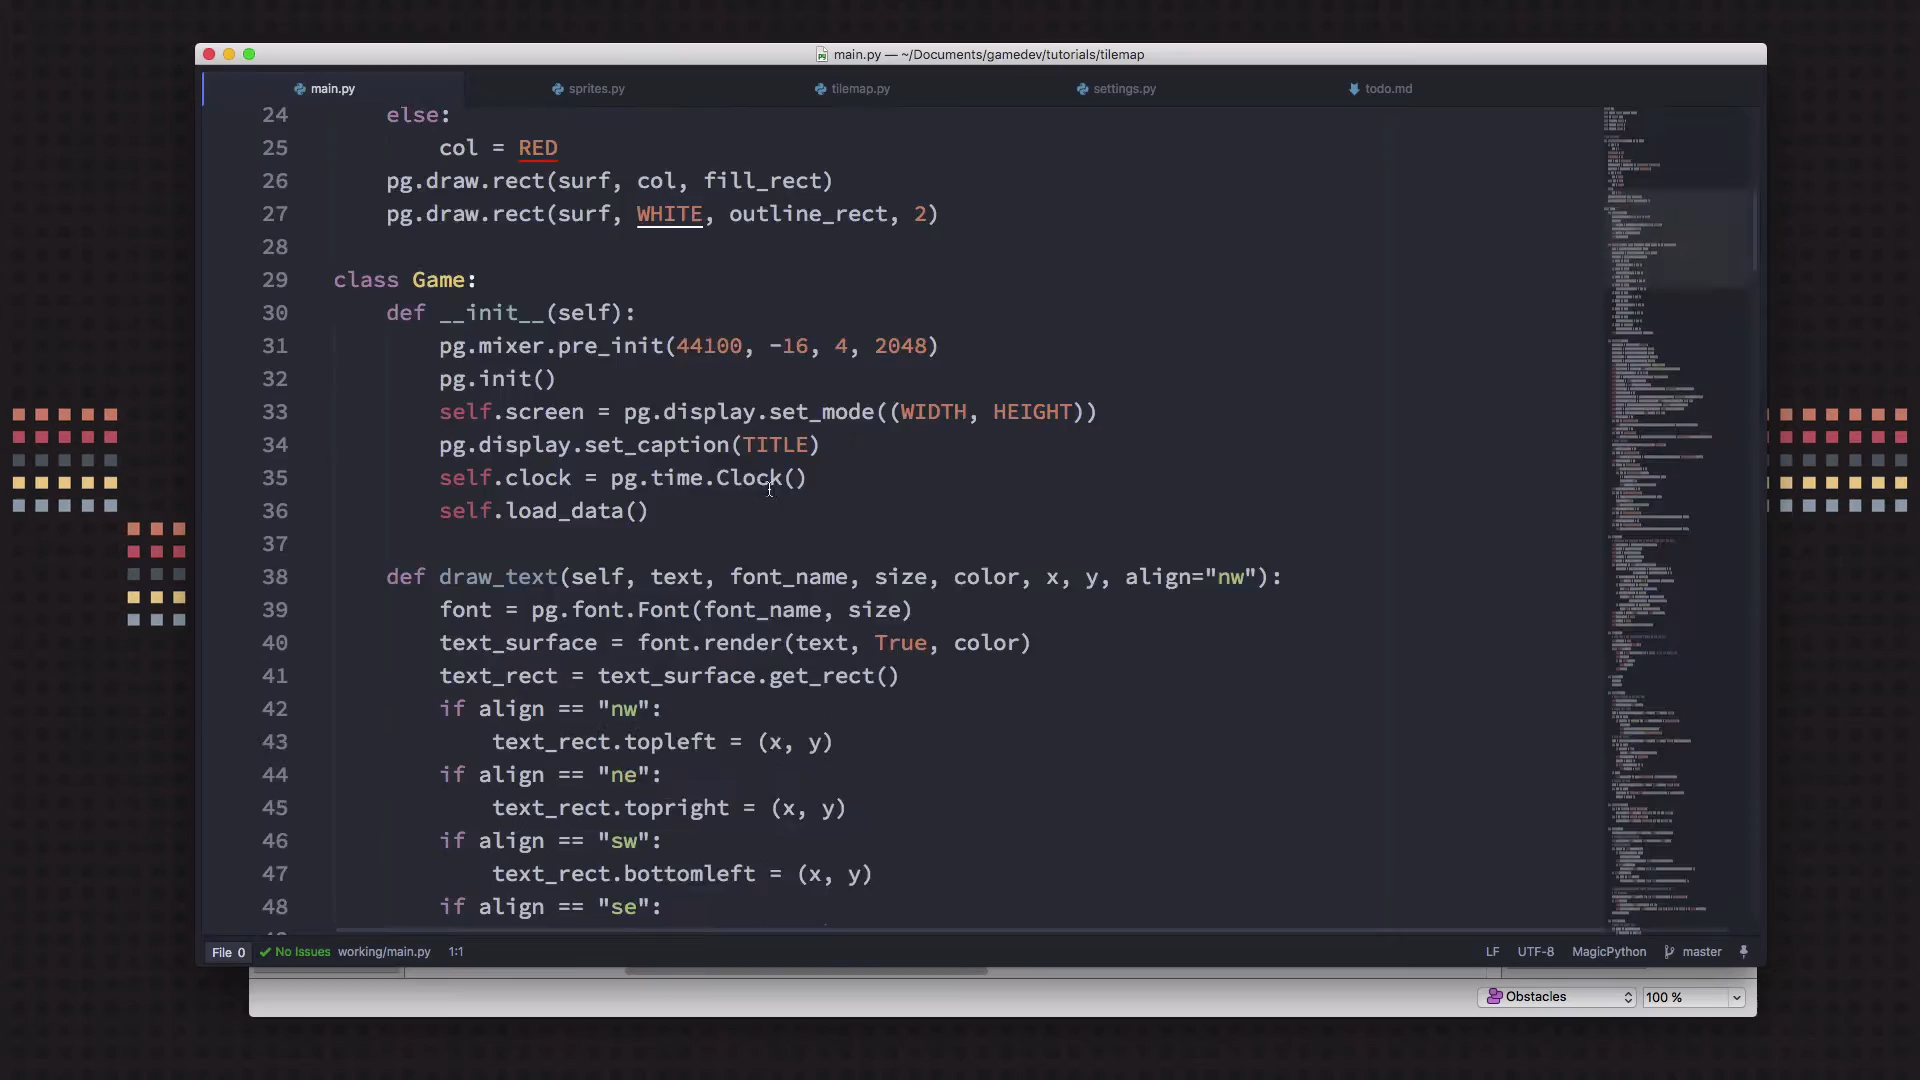 main.py — ~/Documents/gamedev/tutorials/tilemap
main.py sprites.py tilemap.py settings.py todo.md
24 else:
25 col = RED
26 pg.draw.rect(surf, col, fill_rect)
27 pg.draw.rect(surf, WHITE, outline_rect, 2)
28
29 class Game:
30 def __init__(self):
31 pg.mixer.pre_init(44100, -16, 4, 2048)
32 pg.init()
33 self.screen = pg.display.set_mode((WIDTH, HEIGHT))
34 pg.display.set_caption(TITLE)
35 self.clock = pg.time.Clock()
36 self.load_data()
37
38 def draw_text(self, text, font_name, size, color, x, y, align="nw"):
39 font = pg.font.Font(font_name, size)
40 text_surface = font.render(text, True, color)
41 text_rect = text_surface.get_rect()
42 if align == "nw":
43 text_rect.topleft = (x, y)
44 if align == "ne":
45 text_rect.topright = (x, y)
46 if align == "sw":
47 text_rect.bottomleft = (x, y)
48 if align == "se":
File 0 No Issues working/main.py 1:1 LF UTF-8 MagicPython master
Obstacles 100 %